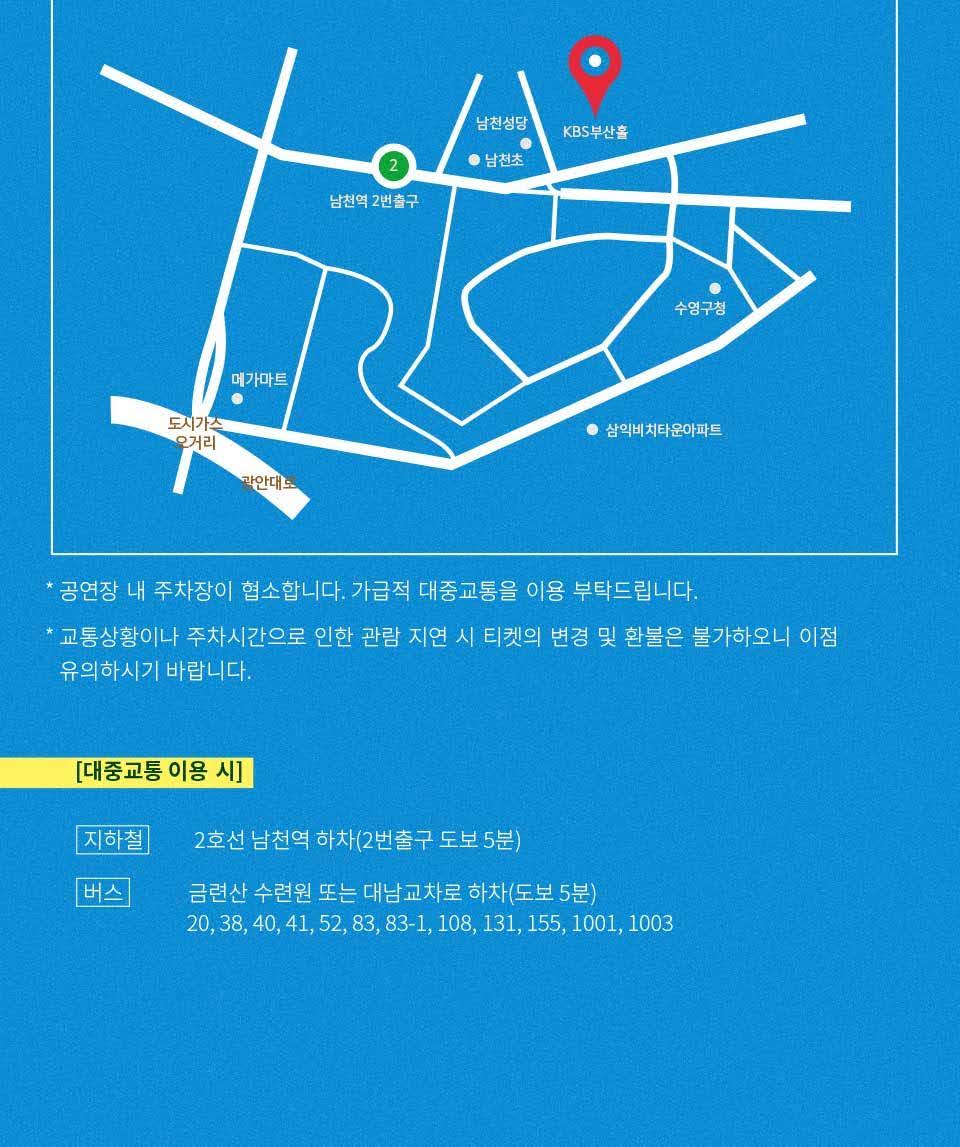 남천성당
KBS부산홀
남천초
2
남천역 2번출구
수영구청
메가마트
도시가스
오거리
삼익비치타운아파트
광안대로
* 공연장 내 주차장이 협소합니다. 가급적 대중교통을 이용 부탁드립니다.
* 교통상황이나 주차시간으로 인한 관람 지연 시 티켓의 변경 및 환불은 불가하오니 이점
유의하시기 바랍니다.
[대중교통 이용 시]
지하철 2호선 남천역 하차(2번출구 도보 5분)
버스 금련산 수련원 또는 대남교차로 하차(도보 5분)
20, 38, 40, 41, 52, 83, 83-1, 108, 131, 155, 1001, 1003